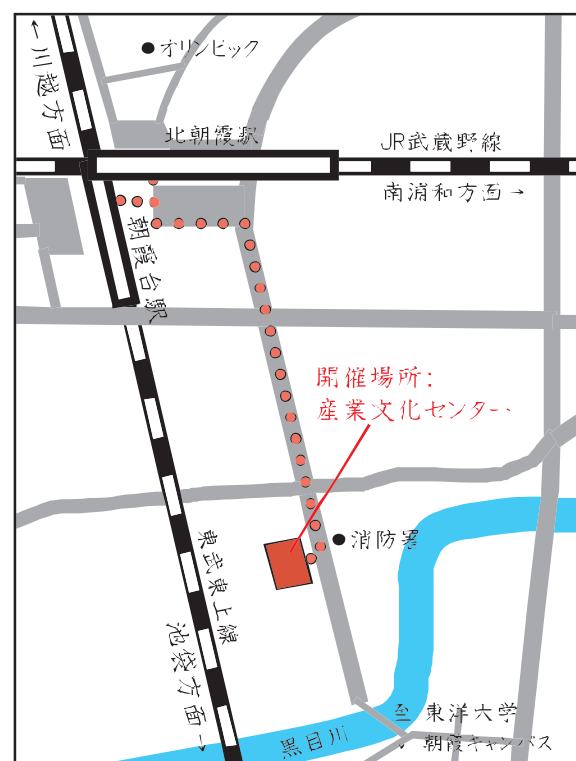 ←川越方面
●オリンピック
北朝霞駅
JR武蔵野線
南浦和方面→
朝霞台駅
開催場所:
産業文化センター
●消防署
東武東上線
池袋方面→
黒目川
至 東洋大学
朝霞キャンパス